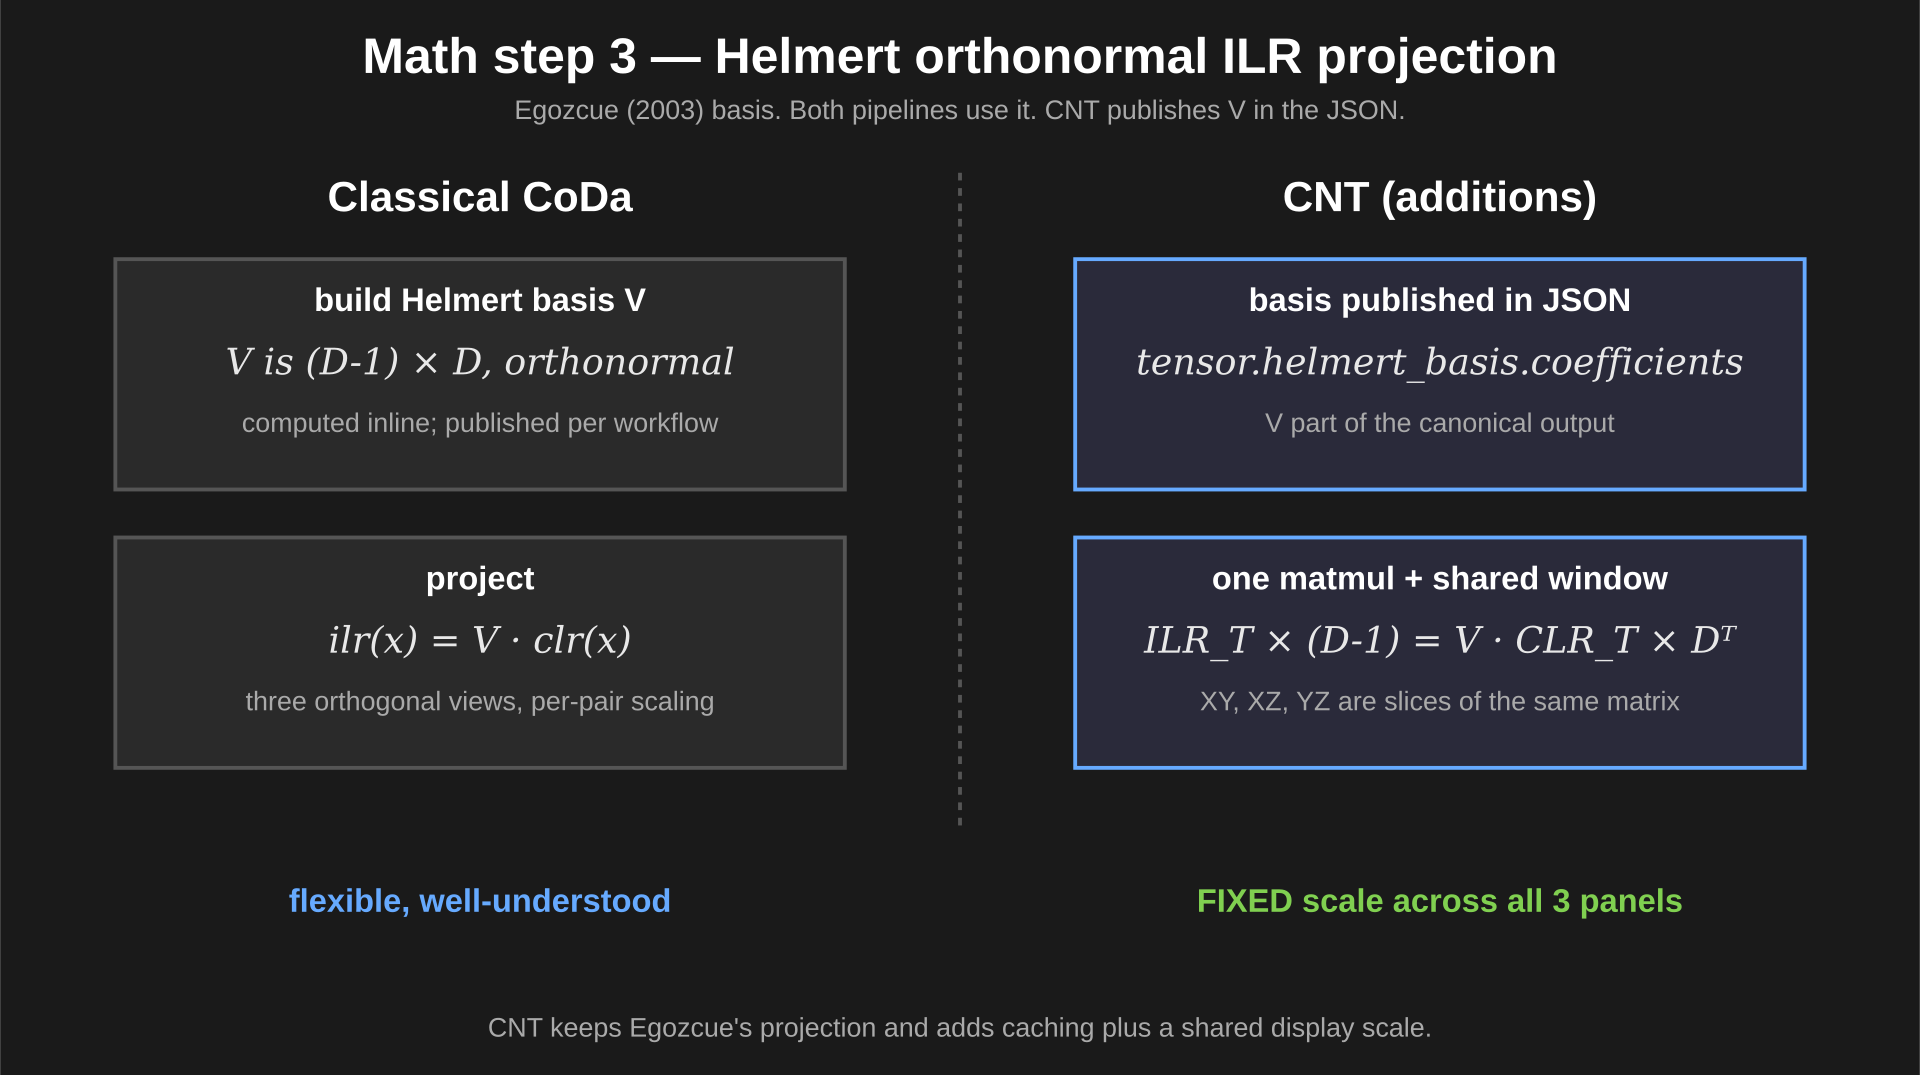 Math step 3 — Helmert orthonormal ILR projection
Egozcue (2003) basis. Both pipelines use it. CNT publishes V in the JSON.
Classical CoDa
build Helmert basis V
V is (D-1) × D, orthonormal
computed inline; published per workflow
project
ilr(x) = V · clr(x)
three orthogonal views, per-pair scaling
flexible, well-understood
CNT (additions)
basis published in JSON
tensor.helmert_basis.coefficients
V part of the canonical output
one matmul + shared window
ILR_T × (D-1) = V · CLR_T × Dᵀ
XY, XZ, YZ are slices of the same matrix
FIXED scale across all 3 panels
CNT keeps Egozcue's projection and adds caching plus a shared display scale.